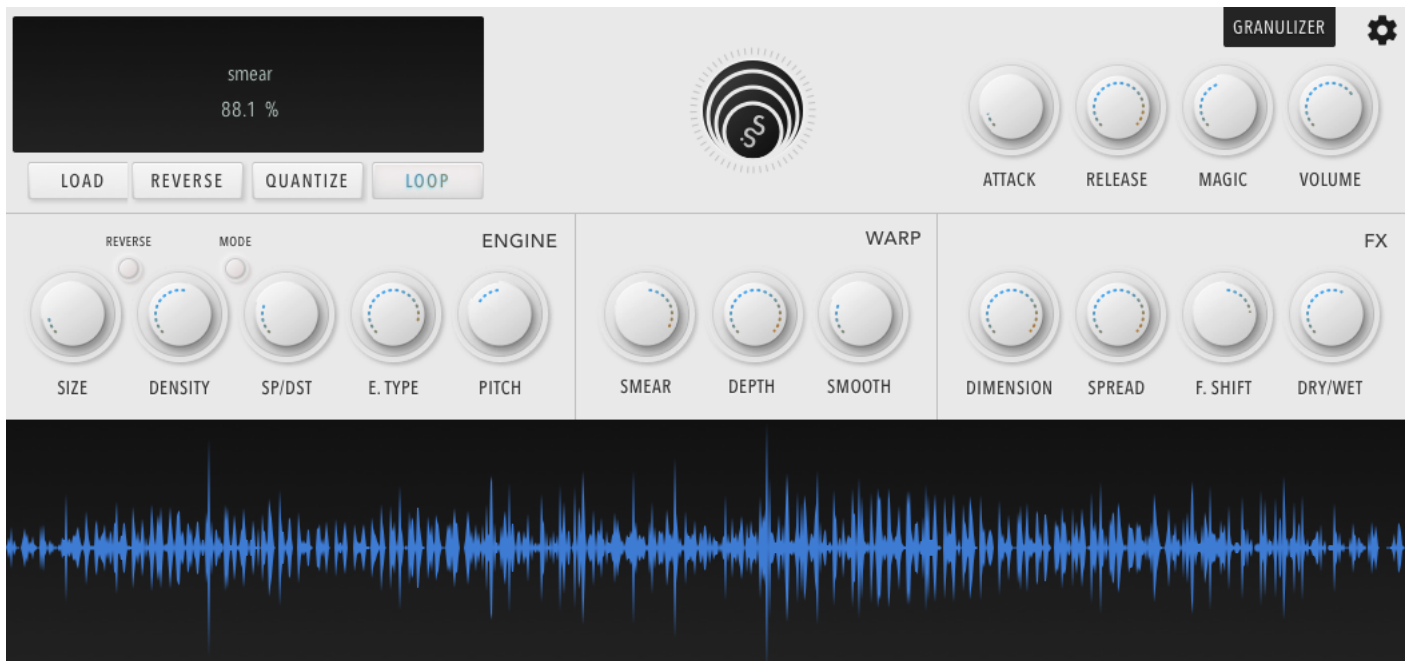 smear
88.1 %
LOAD REVERSE QUANTIZE LOOP
GRANULIZER
ATTACK RELEASE MAGIC VOLUME
REVERSE MODE ENGINE
SIZE DENSITY SP/DST E. TYPE PITCH
WARP
SMEAR DEPTH SMOOTH
FX
DIMENSION SPREAD F. SHIFT DRY/WET